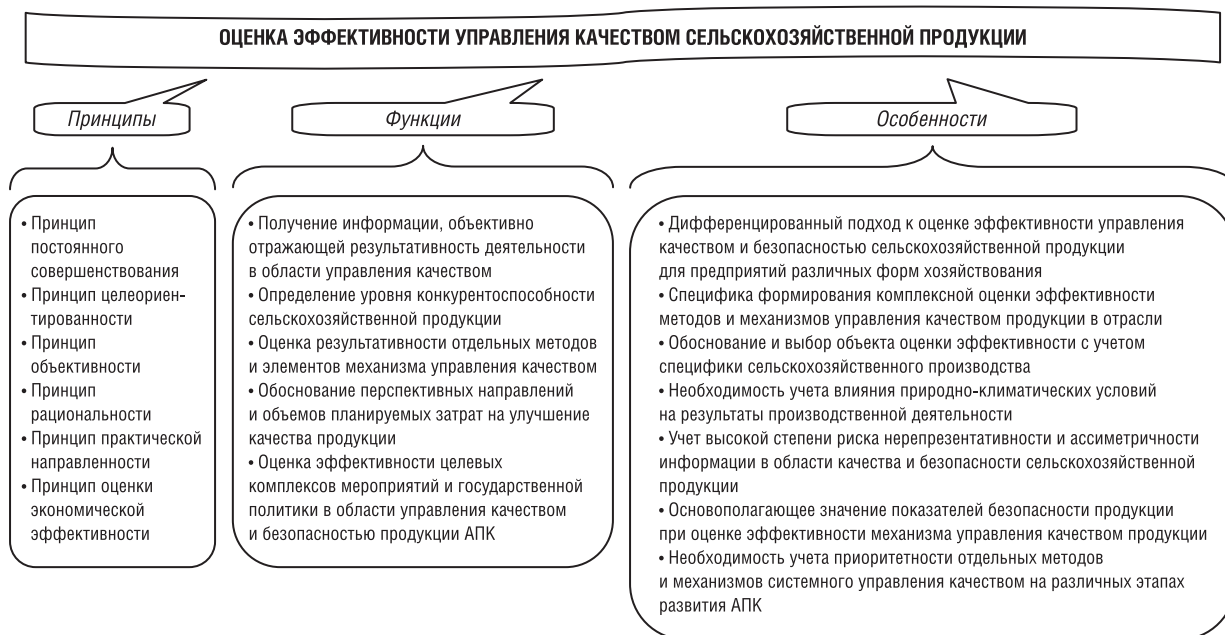 ОЦЕНКА ЭФФЕКТИВНОСТИ УПРАВЛЕНИЯ КАЧЕСТВОМ СЕЛЬСКОХОЗЯЙСТВЕННОЙ ПРОДУКЦИИ
Принципы
Функции
Особенности
• Принцип
постоянного
совершенствования
• Принцип целеориен-
тированности
• Принцип
объективности
• Принцип
рациональности
• Принцип практической
направленности
• Принцип оценки
экономической
эффективности
• Получение информации, объективно
отражающей результативность деятельности
в области управления качеством
• Определение уровня конкурентоспособности
сельскохозяйственной продукции
• Оценка результативности отдельных методов
и элементов механизма управления качеством
• Обоснование перспективных направлений
и объемов планируемых затрат на улучшение
качества продукции
• Оценка эффективности целевых
комплексов мероприятий и государственной
политики в области управления качеством
и безопасностью продукции АПК
• Дифференцированный подход к оценке эффективности управления
качеством и безопасностью сельскохозяйственной продукции
для предприятий различных форм хозяйствования
• Специфика формирования комплексной оценки эффективности
методов и механизмов управления качеством продукции в отрасли
• Обоснование и выбор объекта оценки эффективности с учетом
специфики сельскохозяйственного производства
• Необходимость учета влияния природно-климатических условий
на результаты производственной деятельности
• Учет высокой степени риска нерепрезентативности и ассиметричности
информации в области качества и безопасности сельскохозяйственной
продукции
• Основополагающее значение показателей безопасности продукции
при оценке эффективности механизма управления качеством продукции
• Необходимость учета приоритетности отдельных методов
и механизмов системного управления качеством на различных этапах
развития АПК